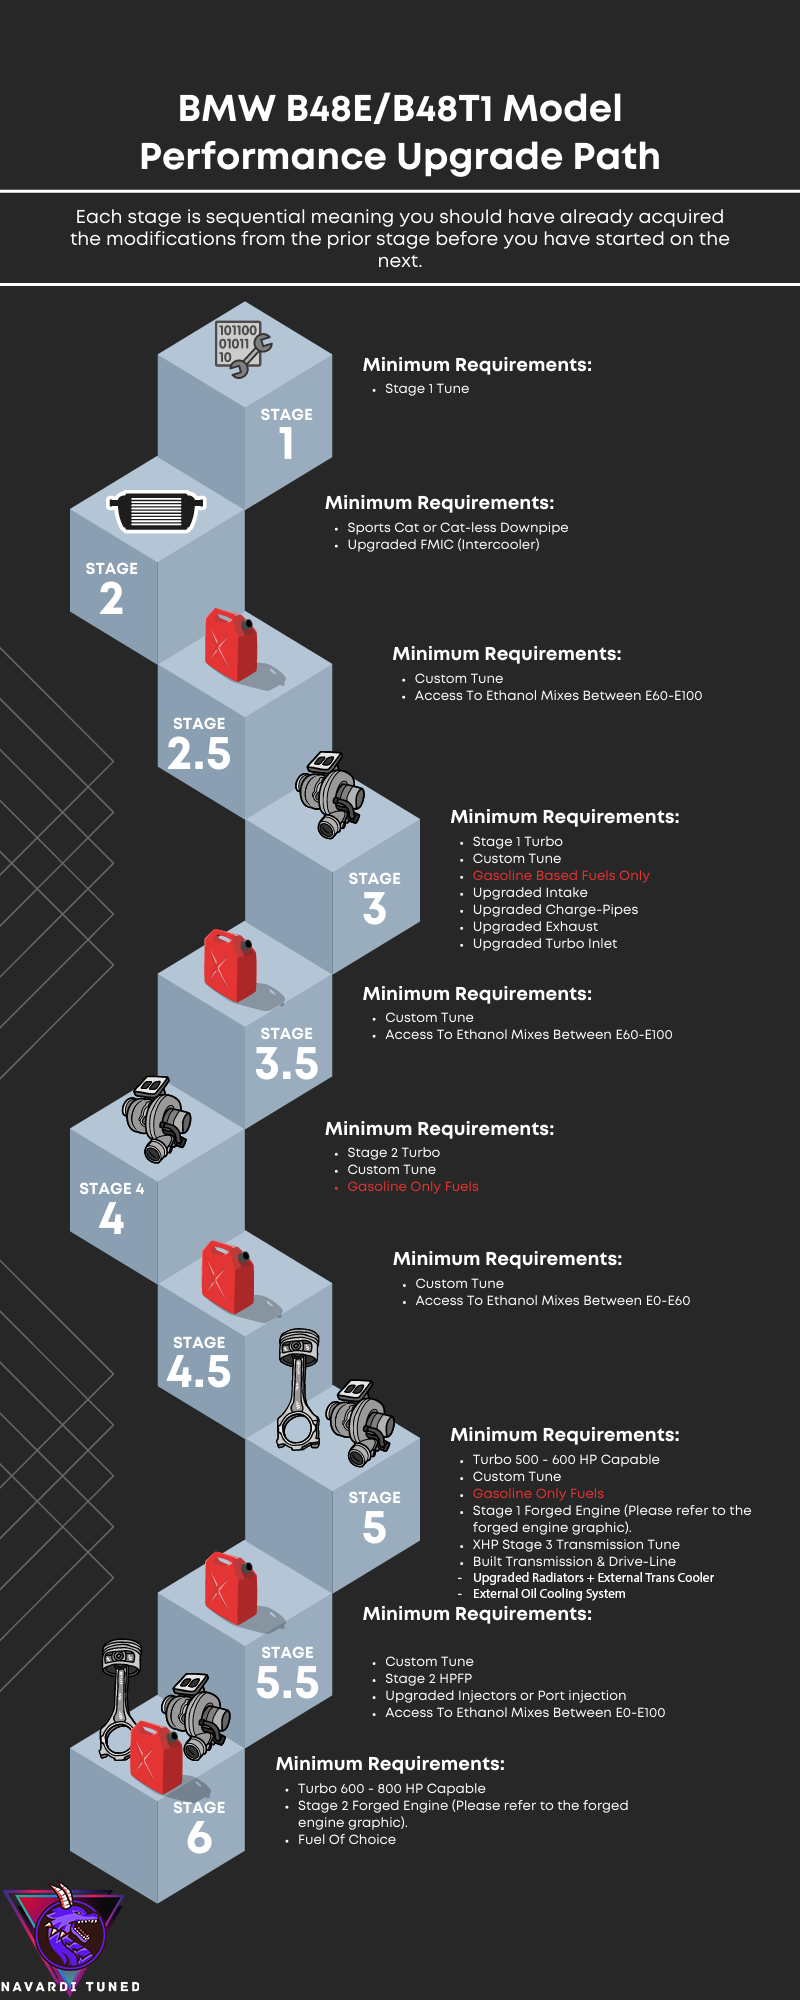 BMW B48E/B48T1 Model
Performance Upgrade Path
Each stage is sequential meaning you should have already acquired
the modifications from the prior stage before you have started on the
next.
101100
01011
10
STAGE
1
Minimum Requirements:
• Stage 1 Tune
STAGE
2
Minimum Requirements:
• Sports Cat or Cat-less Downpipe
• Upgraded FMIC (Intercooler)
STAGE
2.5
Minimum Requirements:
• Custom Tune
• Access To Ethanol Mixes Between E60-E100
STAGE
3
Minimum Requirements:
• Stage 1 Turbo
• Custom Tune
• Gasoline Based Fuels Only
• Upgraded Intake
• Upgraded Charge-Pipes
• Upgraded Exhaust
• Upgraded Turbo Inlet
STAGE
3.5
Minimum Requirements:
• Custom Tune
• Access To Ethanol Mixes Between E60-E100
STAGE 4
4
Minimum Requirements:
• Stage 2 Turbo
• Custom Tune
• Gasoline Only Fuels
STAGE
4.5
Minimum Requirements:
• Custom Tune
• Access To Ethanol Mixes Between E0-E60
STAGE
5
Minimum Requirements:
• Turbo 500 - 600 HP Capable
• Custom Tune
• Gasoline Only Fuels
• Stage 1 Forged Engine (Please refer to the
forged engine graphic).
• XHP Stage 3 Transmission Tune
• Built Transmission & Drive-Line
- Upgraded Radiators + External Trans Cooler
- External Oil Cooling System
STAGE
5.5
Minimum Requirements:
• Custom Tune
• Stage 2 HPFP
• Upgraded Injectors or Port injection
• Access To Ethanol Mixes Between E0-E100
STAGE
6
Minimum Requirements:
• Turbo 600 - 800 HP Capable
• Stage 2 Forged Engine (Please refer to the forged
engine graphic).
• Fuel Of Choice
NAVARDI TUNED